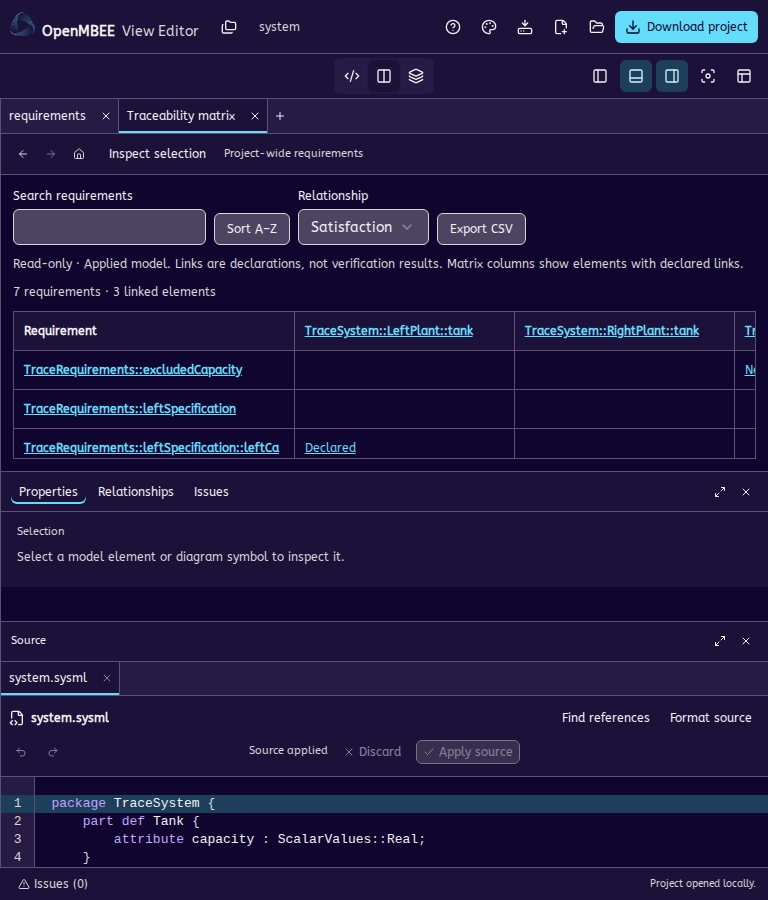 OpenMBEE View Editor system Download project
requirements Traceability matrix
Inspect selection Project-wide requirements
Search requirements Relationship
Sort A–Z Satisfaction Export CSV
Read-only · Applied model. Links are declarations, not verification results. Matrix columns show elements with declared links.
7 requirements · 3 linked elements
Requirement TraceSystem::LeftPlant::tank TraceSystem::RightPlant::tank
TraceRequirements::excludedCapacity
TraceRequirements::leftSpecification
TraceRequirements::leftSpecification::leftCa Declared
Properties Relationships Issues
Selection
Select a model element or diagram symbol to inspect it.
Source
system.sysml
system.sysml Find references Format source
Source applied Discard Apply source
1 package TraceSystem {
2 part def Tank {
3 attribute capacity : ScalarValues::Real;
4 }
Issues (0) Project opened locally.